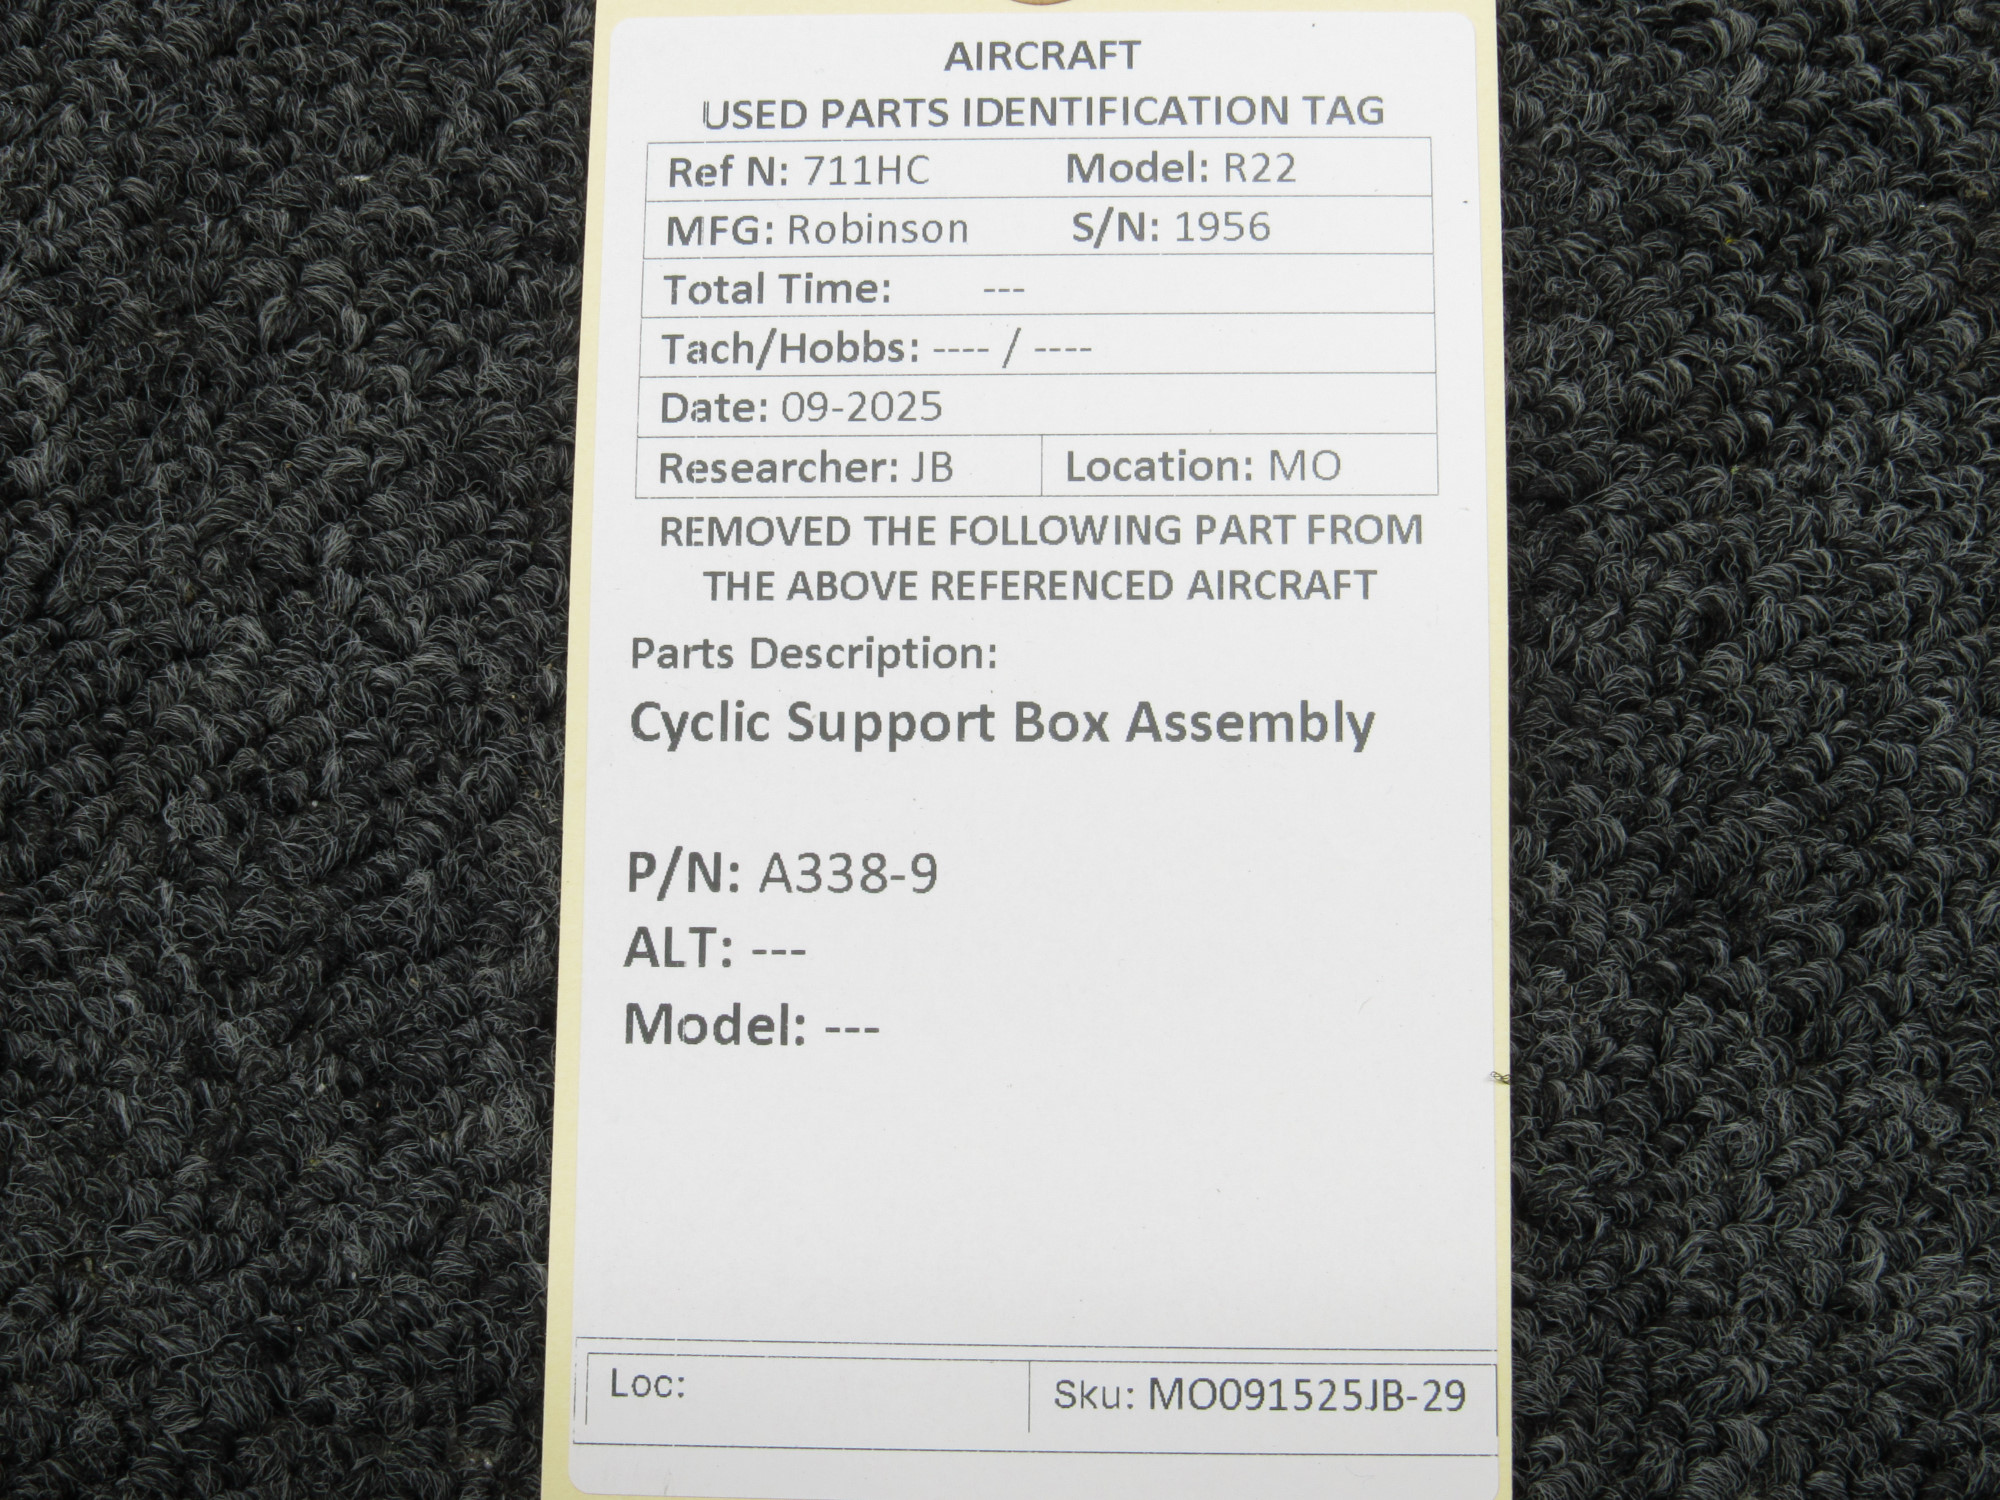 AIRCRAFT
USED PARTS IDENTIFICATION TAG
Ref N: 711HC Model: R22
MFG: Robinson S/N: 1956
Total Time: ---
Tach/Hobbs: ---- / ----
Date: 09-2025
Researcher: JB Location: MO
REMOVED THE FOLLOWING PART FROM
THE ABOVE REFERENCED AIRCRAFT
Parts Description:
Cyclic Support Box Assembly
P/N: A338-9
ALT: ---
Model: ---
Loc: Sku: MO091525JB-29